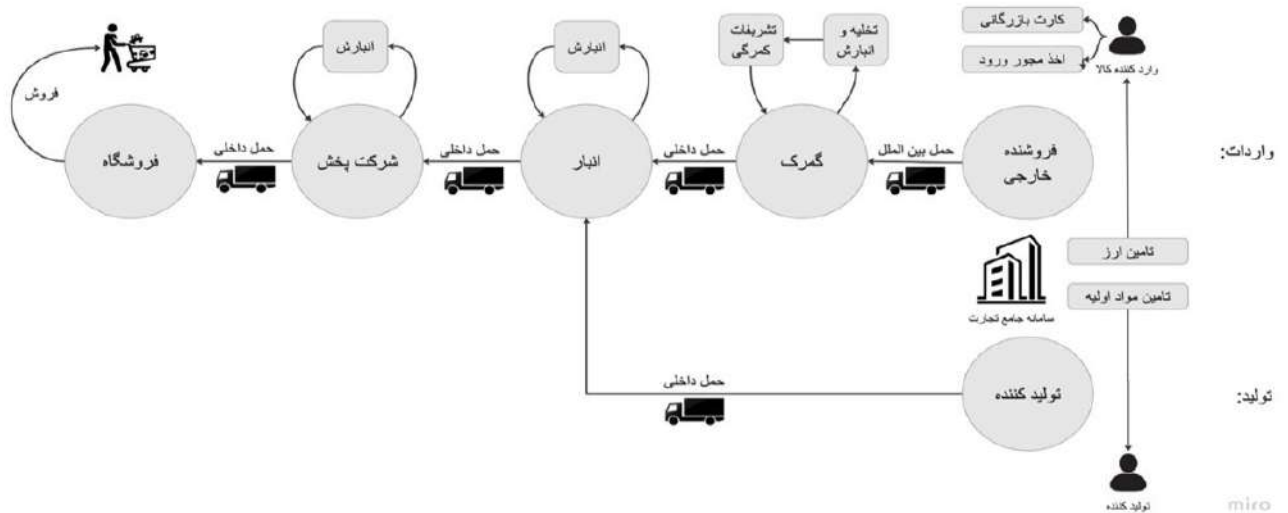 کارت بازرگانی
اخذ مجور ورود
وارد کننده کالا
تخلیه و
انبارش
تشریفات
گمرگی
انبارش
انبارش
فروش
واردات:
فروشنده
خارجی
حمل بین الملل
گمرک
حمل داخلی
انبار
حمل داخلی
شرکت پخش
حمل داخلی
فروشگاه
تامین ارز
تامین مواد اولیه
سامانه جامع تجارت
تولید:
تولید کننده
حمل داخلی
تولید کننده
miro